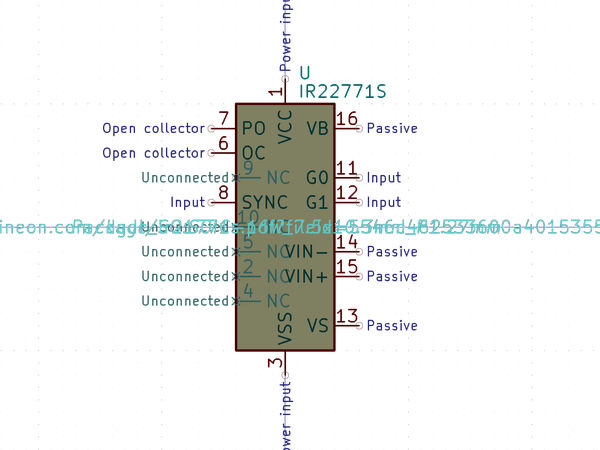 Power input
U
IR22771S
1
VCC
Open collector 7 PO VB 16 Passive
Open collector 6 OC
Unconnected 9 NC G0 11 Input
Input 8 SYNC G1 12 Input
Unconnected 10
Unconnected 5 NC VIN- 14 Passive
Unconnected 2 NC VIN+ 15 Passive
Unconnected 4 NC
VS 13 Passive
VSS
3